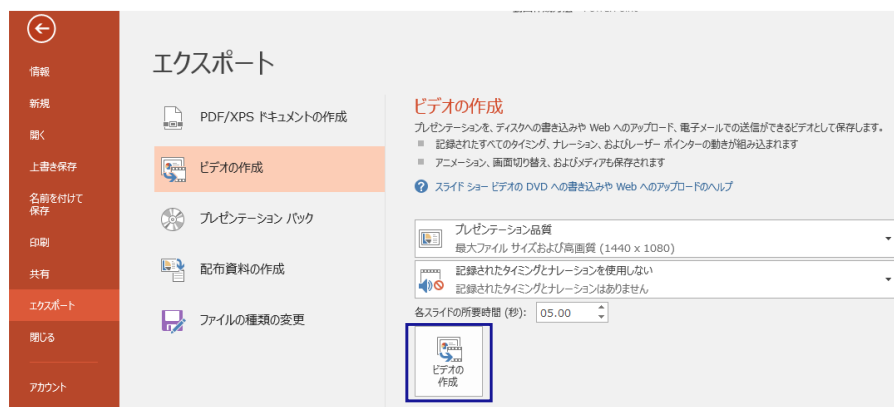 情報
新規
開く
上書き保存
名前を付けて
保存
印刷
共有
エクスポート
閉じる
アカウント
エクスポート
PDF/XPS ドキュメントの作成
ビデオの作成
プレゼンテーション パック
配布資料の作成
ファイルの種類の変更
ビデオの作成
プレゼンテーションを、ディスクへの書き込みや Web へのアップロード、電子メールでの送信ができるビデオとして保存します。
記録されたすべてのタイミング、ナレーション、およびレーザー ポインターの動きが組み込まれます
アニメーション、画面切り替え、およびメディアも保存されます
スライド ショー ビデオの DVD への書き込みや Web へのアップロードのヘルプ
プレゼンテーション品質
最大ファイル サイズおよび高画質 (1440 x 1080)
記録されたタイミングとナレーションを使用しない
記録されたタイミングとナレーションはありません
各スライドの所要時間 (秒): 05.00
ビデオの
作成